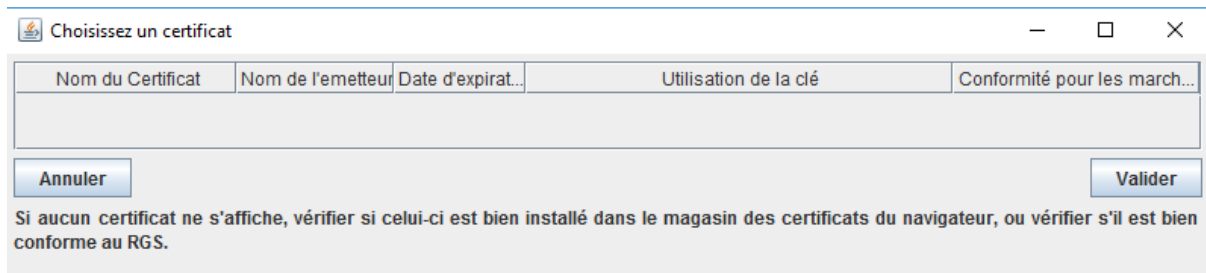 Choisissez un certificat
Nom du Certificat Nom de l'emetteur Date d'expirat... Utilisation de la clé Conformité pour les march...
Annuler Valider
Si aucun certificat ne s'affiche, vérifier si celui-ci est bien installé dans le magasin des certificats du navigateur, ou vérifier s'il est bien
conforme au RGS.